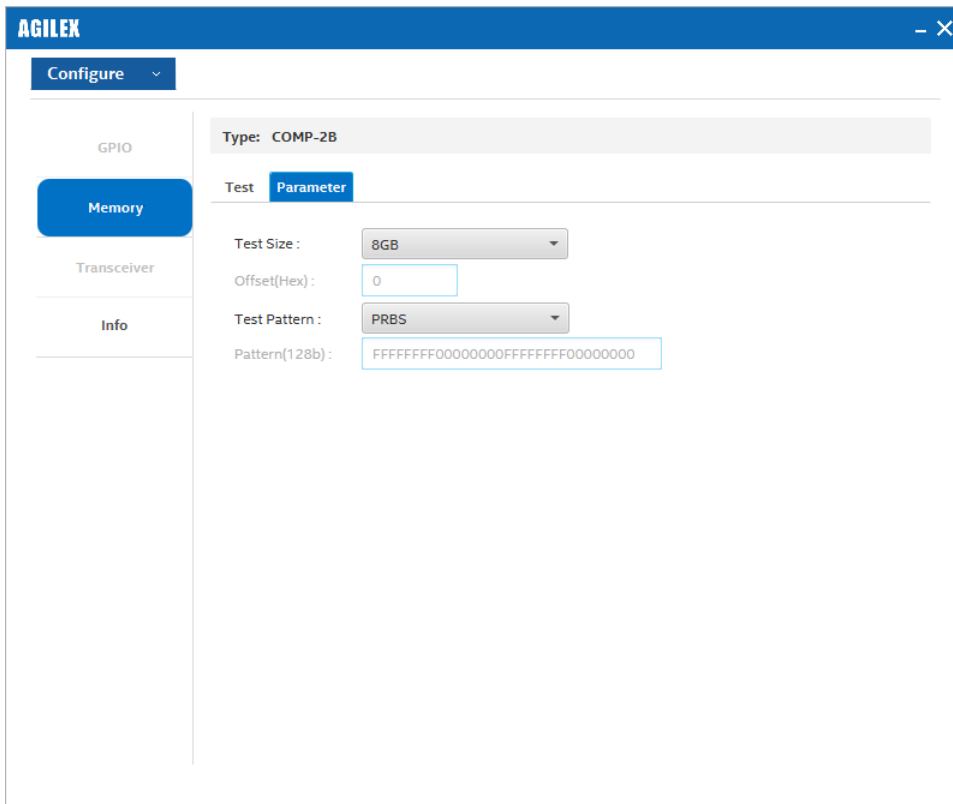 AGILEX
Configure
GPIO
Memory
Transceiver
Info
Type: COMP-2B
Test Parameter
Test Size : 8GB
Offset(Hex) : 0
Test Pattern : PRBS
Pattern(128b) : FFFFFFFF00000000FFFFFFFF00000000